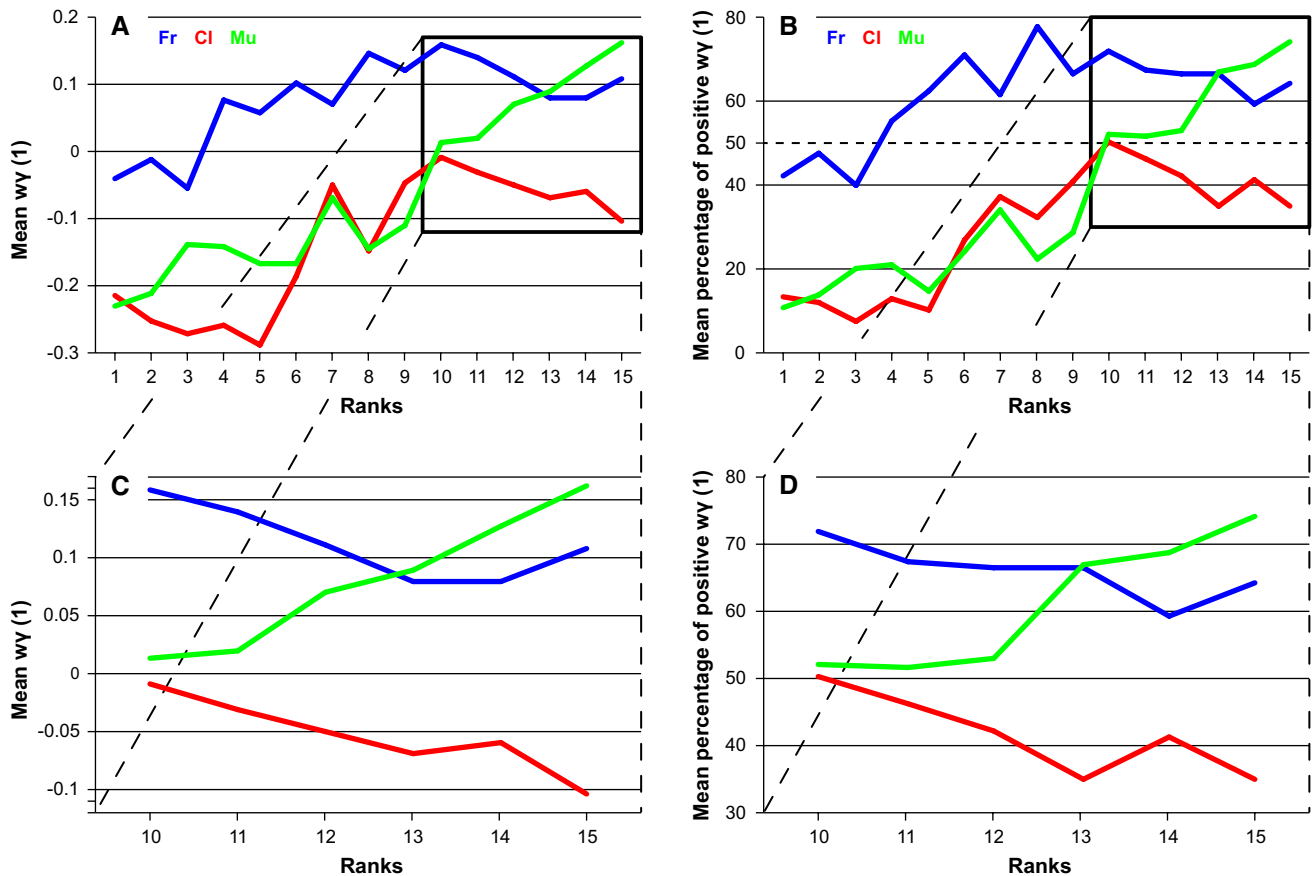 A
Fr Cl Mu
Mean wγ (1)
0.2
0.1
0
-0.1
-0.2
-0.3
1 2 3 4 5 6 7 8 9 10 11 12 13 14 15
Ranks
B
Fr Cl Mu
Mean percentage of positive wγ (1)
80
60
50
40
20
0
1 2 3 4 5 6 7 8 9 10 11 12 13 14 15
Ranks
C
Mean wγ (1)
0.15
0.1
0.05
0
-0.05
-0.1
10 11 12 13 14 15
Ranks
D
Mean percentage of positive wγ (1)
80
70
60
50
40
30
10 11 12 13 14 15
Ranks